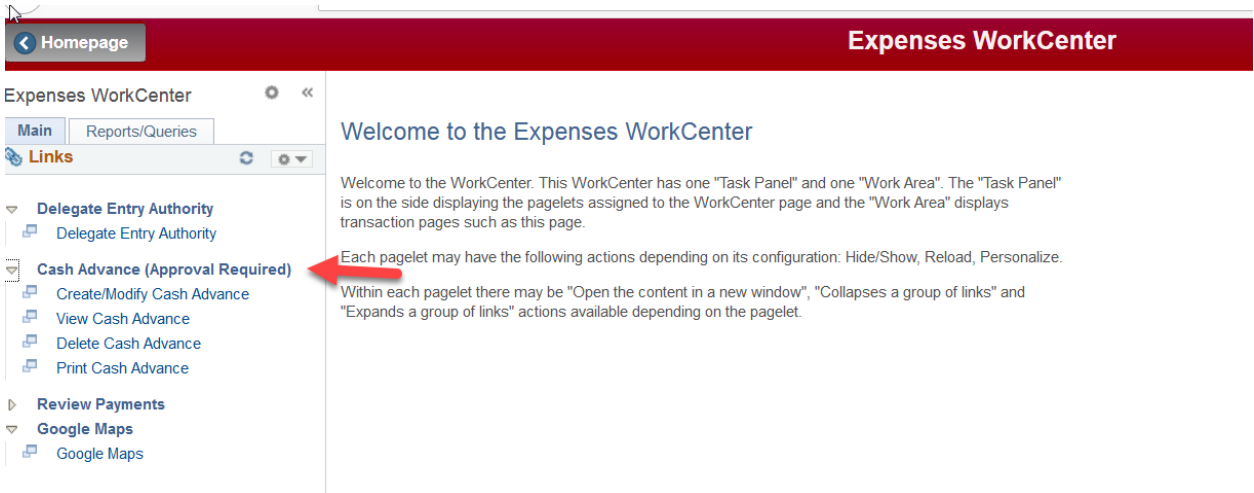 Homepage
Expenses WorkCenter
Expenses WorkCenter
Main
Reports/Queries
Links
Delegate Entry Authority
Delegate Entry Authority
Cash Advance (Approval Required)
Create/Modify Cash Advance
View Cash Advance
Delete Cash Advance
Print Cash Advance
Review Payments
Google Maps
Google Maps
Welcome to the Expenses WorkCenter
Welcome to the WorkCenter. This WorkCenter has one "Task Panel" and one "Work Area". The "Task Panel"
is on the side displaying the pagelets assigned to the WorkCenter page and the "Work Area" displays
transaction pages such as this page.
Each pagelet may have the following actions depending on its configuration: Hide/Show, Reload, Personalize.
Within each pagelet there may be "Open the content in a new window", "Collapses a group of links" and
"Expands a group of links" actions available depending on the pagelet.